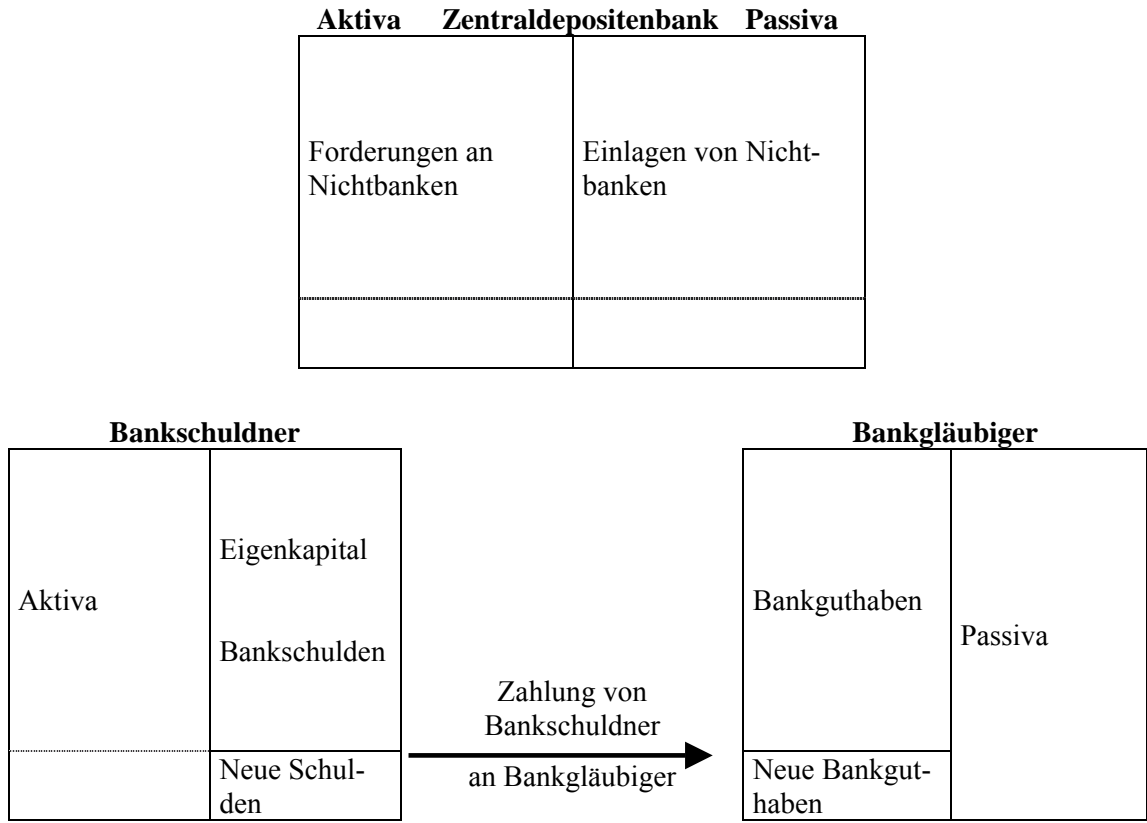 Aktiva Zentraldepositenbank Passiva
Forderungen an
Nichtbanken
Einlagen von Nicht-
banken
Bankschuldner
Aktiva
Eigenkapital
Bankschulden
Neue Schul-
den
Zahlung von
Bankschuldner
an Bankgläubiger
Bankgläubiger
Bankguthaben
Passiva
Neue Bankgut-
haben